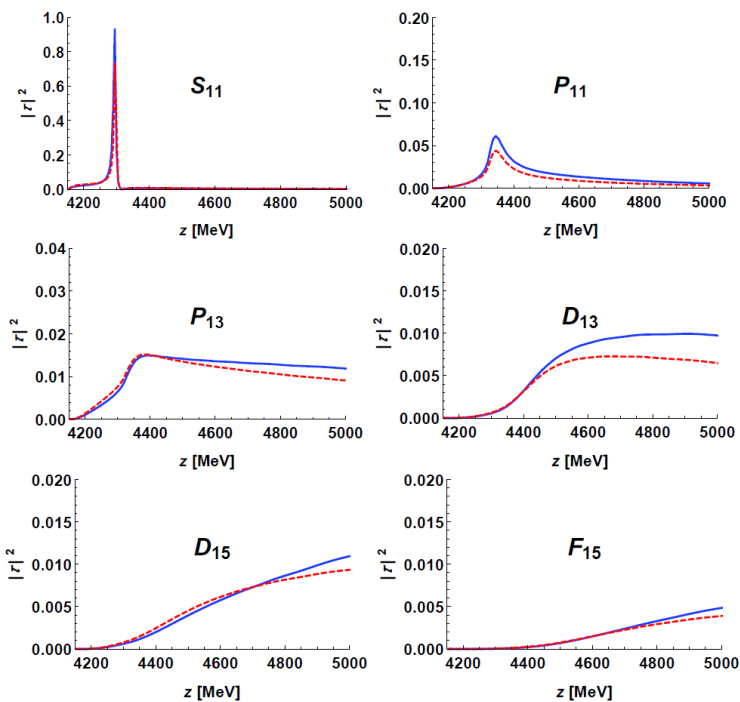 1.0
0.8
0.6
0.4
0.2
0.0
|τ|²
S₁₁
4200 4400 4600 4800 5000
z [MeV]
0.20
0.15
0.10
0.05
0.00
|τ|²
P₁₁
4200 4400 4600 4800 5000
z [MeV]
0.04
0.03
0.02
0.01
0.00
|τ|²
P₁₃
4200 4400 4600 4800 5000
z [MeV]
0.020
0.015
0.010
0.005
0.000
|τ|²
D₁₃
4200 4400 4600 4800 5000
z [MeV]
0.020
0.015
0.010
0.005
0.000
|τ|²
D₁₅
4200 4400 4600 4800 5000
z [MeV]
0.020
0.015
0.010
0.005
0.000
|τ|²
F₁₅
4200 4400 4600 4800 5000
z [MeV]